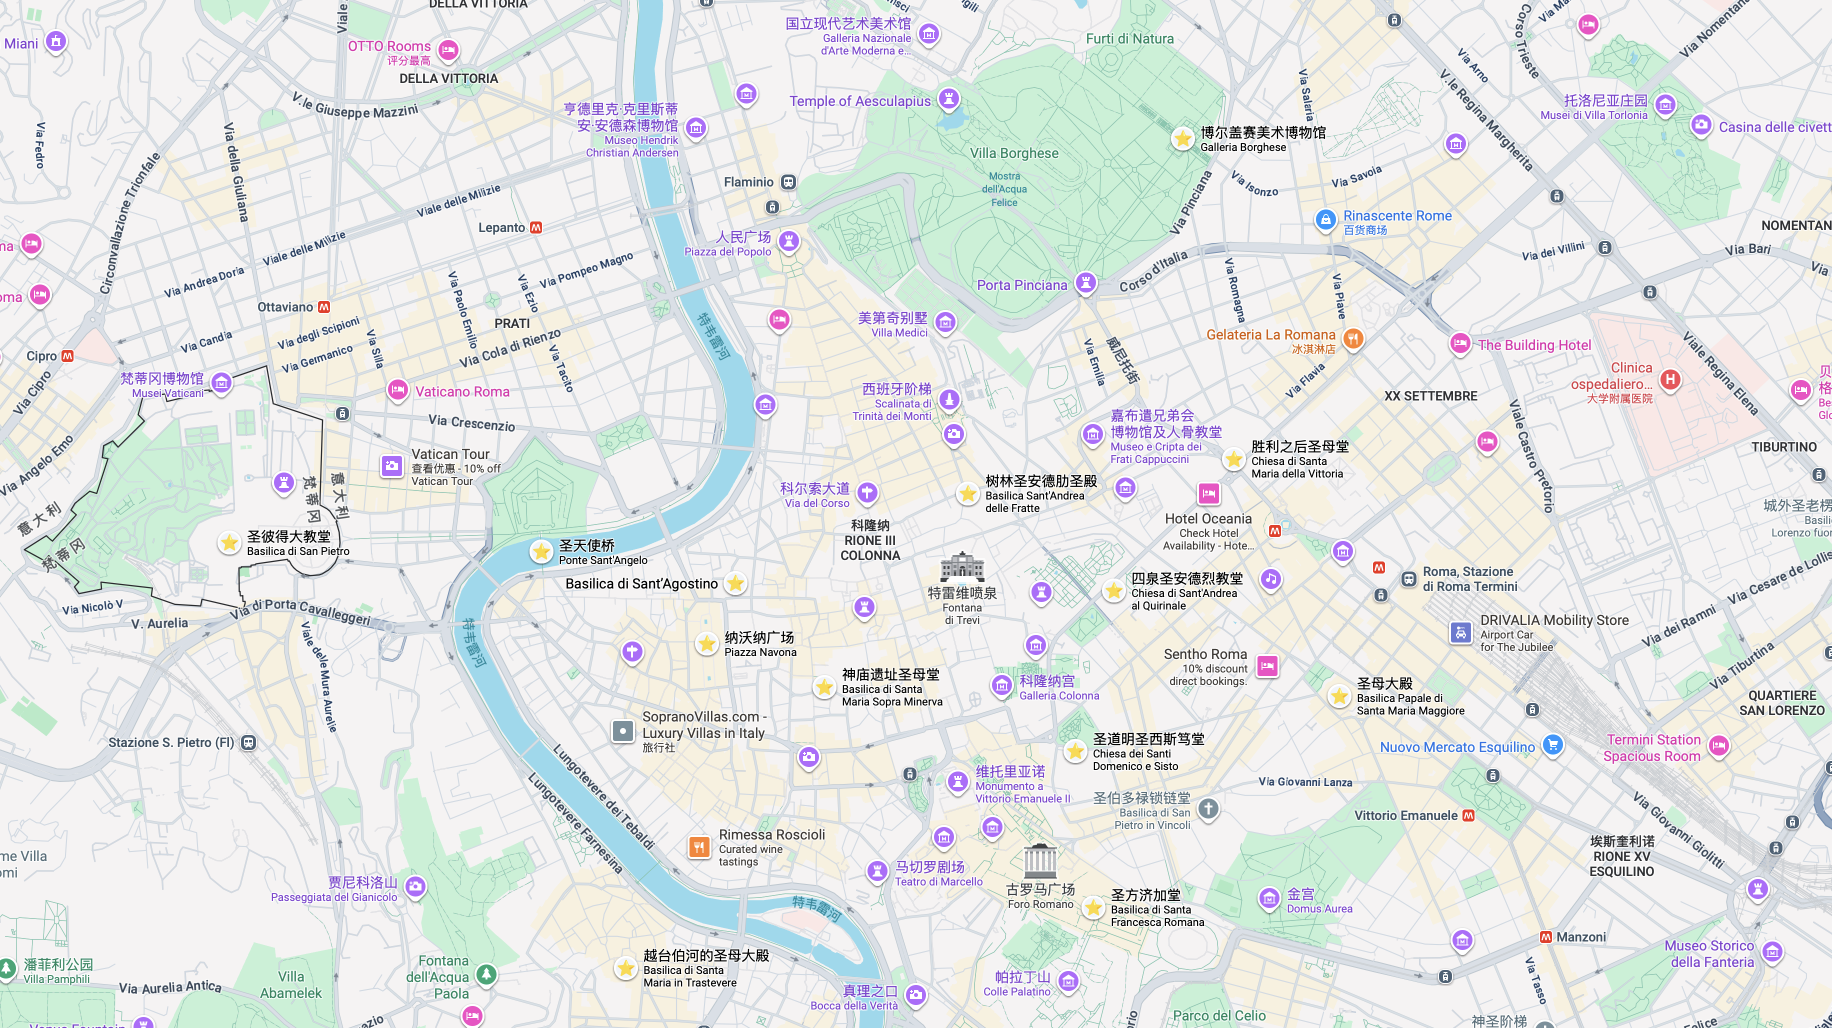 DELLA VITTORIA
Miani
OTTO Rooms
评分最高
DELLA VITTORIA
V.le Giuseppe Mazzini
Viale
Via Fedro
Via della Giuliana
Circonvallazione Trionfale
亨德里克·克里斯蒂
安·安德森博物馆
Museo Hendrik
Christian Andersen
国立现代艺术美术馆
Galleria Nazionale
d'Arte Moderna e...
Temple of Aesculapius
Furti di Natura
Villa Borghese
Mostra
dell'Acqua
Felice
博尔盖赛美术博物馆
Galleria Borghese
Via Salaria
Via Pinciana
Via Isonzo
Via Savoia
Corso Trieste
Via Arno
V.le Regina Margherita
Via Nomentana
托洛尼亚庄园
Musei di Villa Torlonia
Casina delle civett
Rinascente Rome
百货商场
NOMENTAN
Via Bari
Via dei Villini
Flaminio
Viale delle Milizie
Lepanto
Viale delle Milizie
Via Andrea Doria
人民广场
Piazza del Popolo
Via Pompeo Magno
Via Paolo Emilio
Via Ezio
Ottaviano
PRATI
Via degli Scipioni
Via Candia
Via Germanico
Via Silla
Via Cola di Rienzo
Via Tacito
Cipro
Via Cipro
梵蒂冈博物馆
Musei Vaticani
Vaticano Roma
Via Crescenzio
Via Angelo Emo
Vatican Tour
查看优惠 - 10% off
Vatican Tour
特韦雷河
美第奇别墅
Villa Medici
Porta Pinciana
Corso d'Italia
Via Romagna
Via Piave
Via Emilia
威尼托街
Gelateria La Romana
冰淇淋店
Via Flavia
The Building Hotel
XX SETTEMBRE
Clinica
ospedaliero...
大学附属医院
Viale Regina Elena
Viale Castro Pretorio
TIBURTINO
西班牙阶梯
Scalinata di
Trinità dei Monti
嘉布遣兄弟会
博物馆及人骨教堂
Museo e Cripta dei
Frati Cappuccini
胜利之后圣母堂
Chiesa di Santa
Maria della Vittoria
科尔索大道
Via del Corso
树林圣安德肋圣殿
Basilica Sant'Andrea
delle Fratte
科隆纳
RIONE III
COLONNA
Hotel Oceania
Check Hotel
Availability - Hote...
城外圣老楞
Basili
Lorenzo fuor
意大利
梵蒂冈
意大利
梵蒂冈
圣彼得大教堂
Basilica di San Pietro
圣天使桥
Ponte Sant'Angelo
Basilica di Sant'Agostino
特雷维喷泉
Fontana
di Trevi
四泉圣安德烈教堂
Chiesa di Sant'Andrea
al Quirinale
Roma, Stazione
di Roma Termini
DRIVALIA Mobility Store
Airport Car
for The Jubilee
Via Cesare de Lollis
Via dei Ramni
Via Tiburtina
QUARTIERE
SAN LORENZO
Via Nicolò V
V. Aurelia
Via di Porta Cavalleggeri
Viale delle Mura Aurelie
特韦雷河
纳沃纳广场
Piazza Navona
神庙遗址圣母堂
Basilica di Santa
Maria Sopra Minerva
科隆纳宫
Galleria Colonna
Sentho Roma
10% discount
direct bookings.
圣母大殿
Basilica Papale di
Santa Maria Maggiore
Nuovo Mercato Esquilino
Termini Station
Spacious Room
SopranoVillas.com -
Luxury Villas in Italy
旅行社
Stazione S. Pietro (Fl)
Lungotevere dei Tebaldi
Lungotevere Farnesina
圣道明圣西斯笃堂
Chiesa dei Santi
Domenico e Sisto
维托里亚诺
Monumento a
Vittorio Emanuele II
圣伯多禄锁链堂
Basilica di San
Pietro in Vincoli
Via Giovanni Lanza
Vittorio Emanuele
Via Giovanni Giolitti
埃斯奎利诺
RIONE XV
ESQUILINO
Rimessa Roscioli
Curated wine
tastings
马切罗剧场
Teatro di Marcello
古罗马广场
Foro Romano
圣方济加堂
Basilica di Santa
Francesca Romana
金宫
Domus Aurea
Manzoni
Via Tasso
Museo Storico
della Fanteria
me Villa
贾尼科洛山
Passeggiata del Gianicolo
特韦雷河
越台伯河的圣母大殿
Basilica di Santa
Maria in Trastevere
潘菲利公园
Villa Pamphili
Villa
Abamelek
Fontana
dell'Acqua
Paola
Via Aurelia Antica
真理之口
Bocca della Verità
帕拉丁山
Colle Palatino
Parco del Celio
神圣阶梯